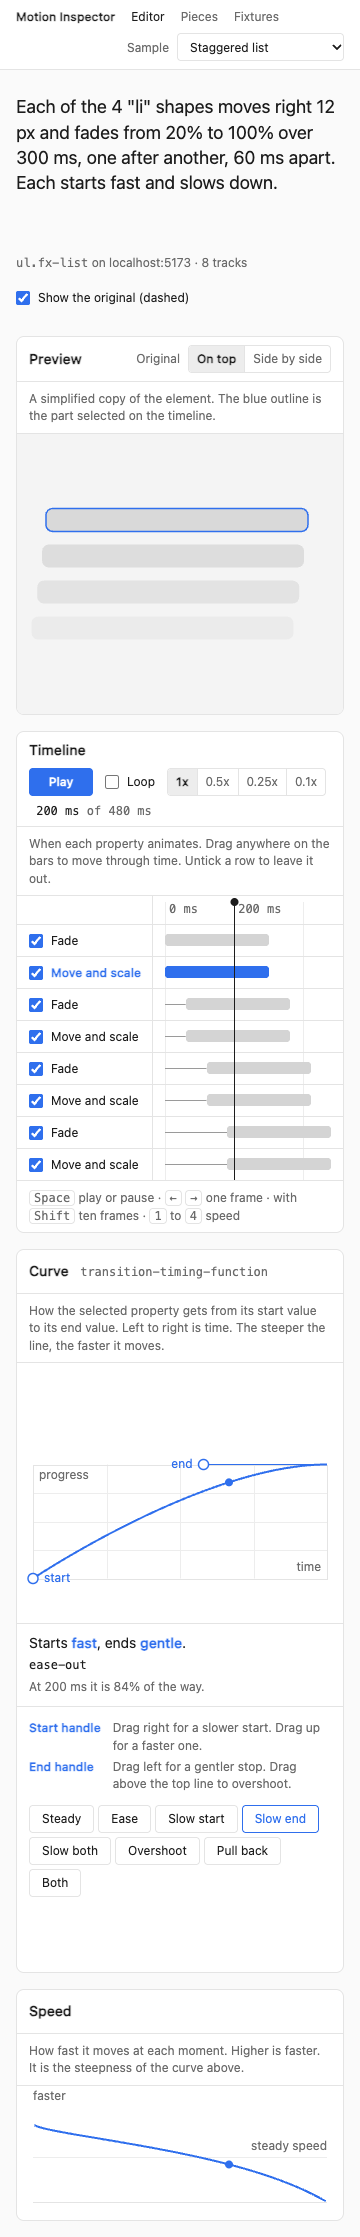 Motion Inspector Editor Pieces Fixtures
Sample Staggered list
Each of the 4 "li" shapes moves right 12
px and fades from 20% to 100% over
300 ms, one after another, 60 ms apart.
Each starts fast and slows down.
ul.fx-list on localhost:5173 · 8 tracks
Show the original (dashed)
Preview Original On top Side by side
A simplified copy of the element. The blue outline is
the part selected on the timeline.
Timeline
Play Loop 1x 0.5x 0.25x 0.1x
200 ms of 480 ms
When each property animates. Drag anywhere on the
bars to move through time. Untick a row to leave it
out.
0 ms 200 ms
Fade
Move and scale
Fade
Move and scale
Fade
Move and scale
Fade
Move and scale
Space play or pause · ← → one frame · with
Shift ten frames · 1 to 4 speed
Curve transition-timing-function
How the selected property gets from its start value
to its end value. Left to right is time. The steeper the
line, the faster it moves.
end
progress
time
start
Starts fast, ends gentle.
ease-out
At 200 ms it is 84% of the way.
Start handle Drag right for a slower start. Drag up
for a faster one.
End handle Drag left for a gentler stop. Drag
above the top line to overshoot.
Steady Ease Slow start Slow end
Slow both Overshoot Pull back
Both
Speed
How fast it moves at each moment. Higher is faster.
It is the steepness of the curve above.
faster
steady speed